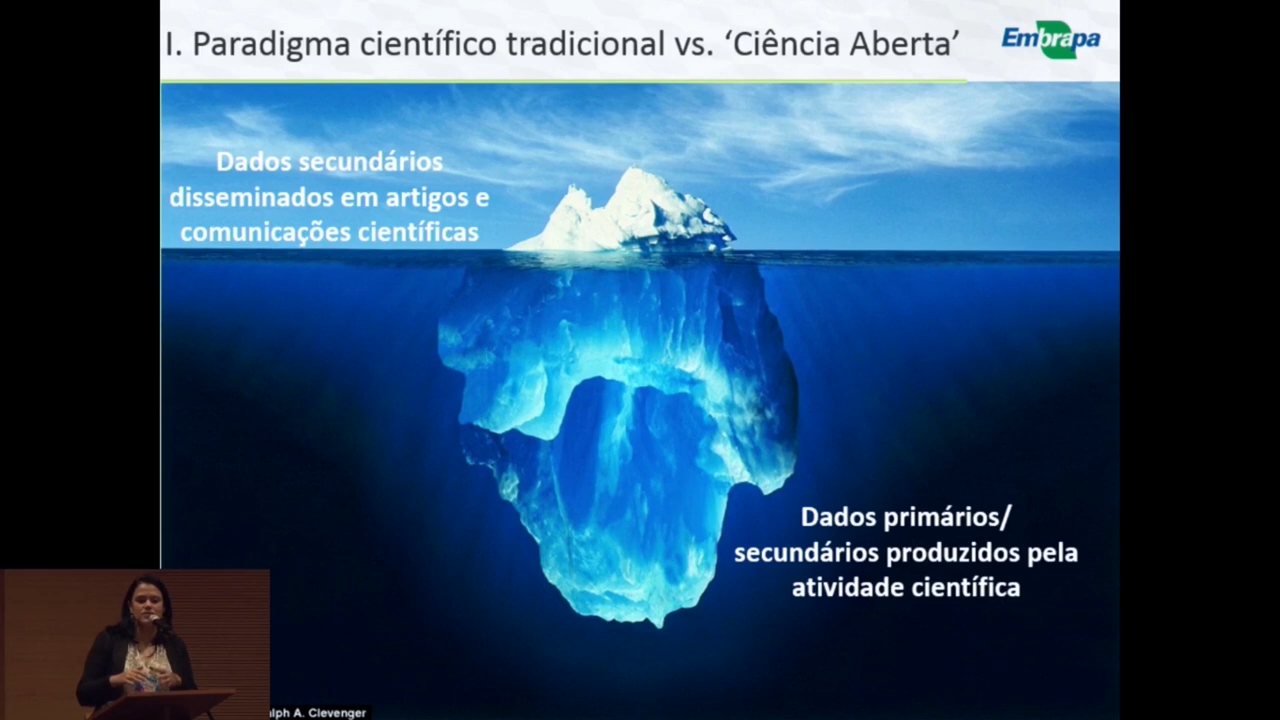 I. Paradigma científico tradicional vs. ‘Ciência Aberta’
Embrapa
Dados secundários
disseminados em artigos e
comunicações científicas
Dados primários/
secundários produzidos pela
atividade científica
A. Clevenger